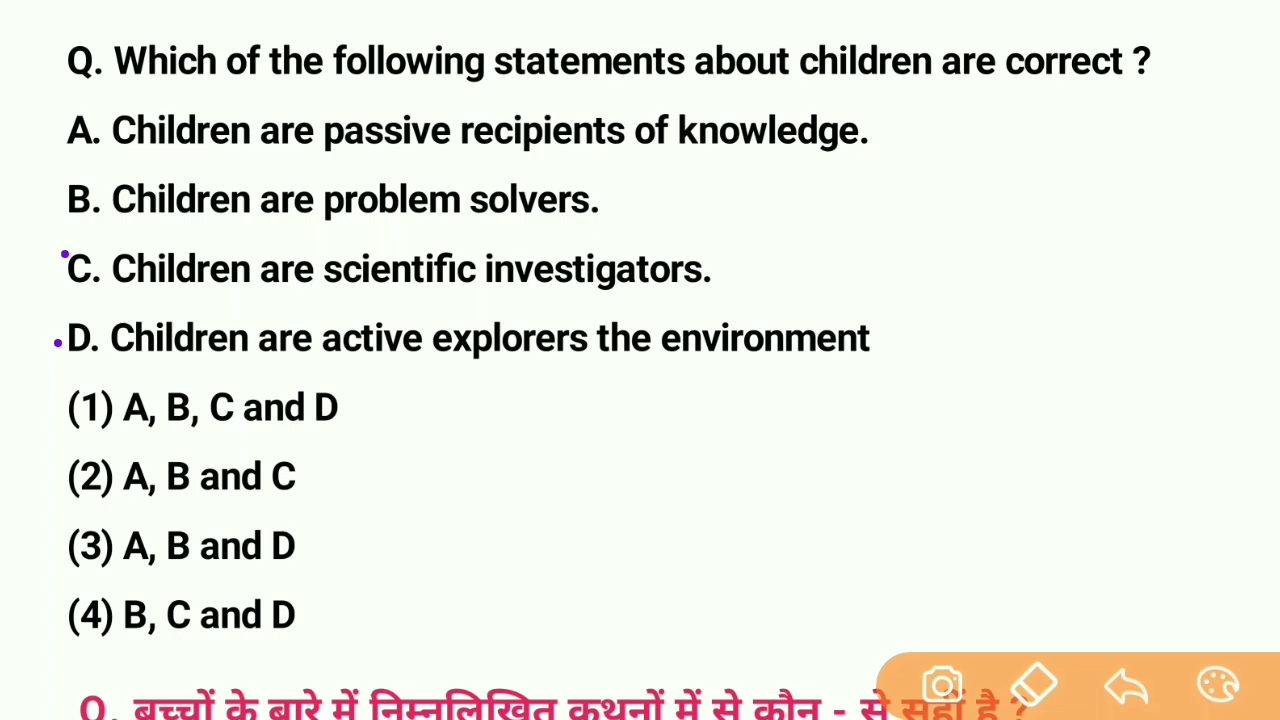 Q. Which of the following statements about children are correct ?
A. Children are passive recipients of knowledge.
B. Children are problem solvers.
C. Children are scientific investigators.
D. Children are active explorers the environment
(1) A, B, C and D
(2) A, B and C
(3) A, B and D
(4) B, C and D
Q. बच्चों के बारे में निम्नलिखित कथनों में से कौन - से सही है ?